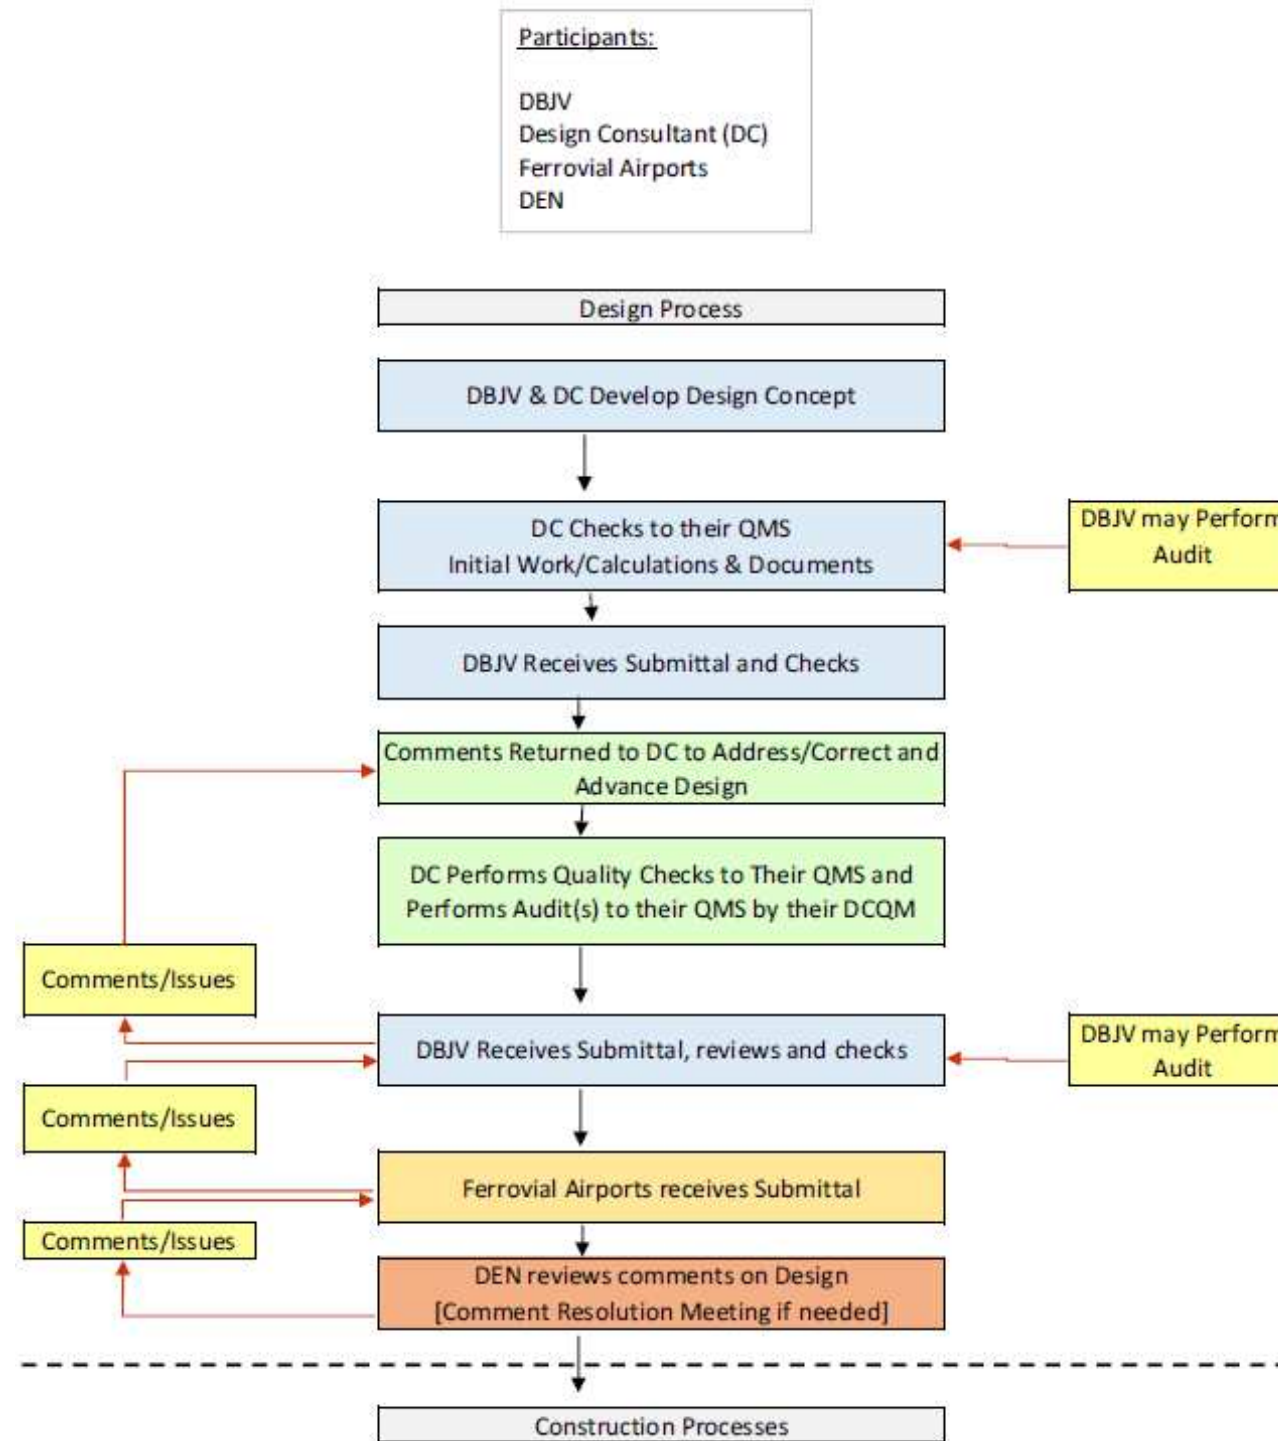 Participants:
DBJV
Design Consultant (DC)
Ferrovial Airports
DEN
Design Process
DBJV & DC Develop Design Concept
DC Checks to their QMS
Initial Work/Calculations & Documents
DBJV may Perform
Audit
DBJV Receives Submittal and Checks
Comments Returned to DC to Address/Correct and
Advance Design
DC Performs Quality Checks to Their QMS and
Performs Audit(s) to their QMS by their DCQM
Comments/Issues
DBJV Receives Submittal, reviews and checks
DBJV may Perform
Audit
Comments/Issues
Ferrovial Airports receives Submittal
Comments/Issues
DEN reviews comments on Design
[Comment Resolution Meeting if needed]
Construction Processes